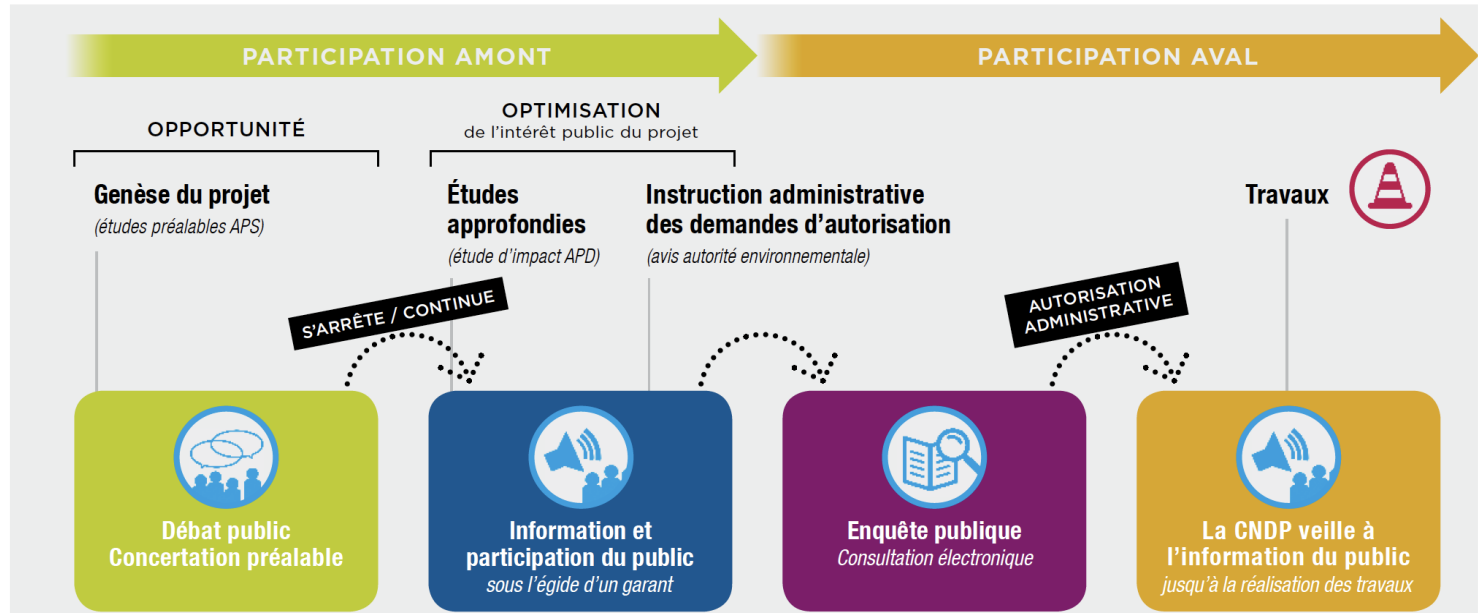 PARTICIPATION AMONT
PARTICIPATION AVAL
OPPORTUNITÉ
OPTIMISATION
de l'intérêt public du projet
Genèse du projet
(études préalables APS)
Études
approfondies
(étude d'impact APD)
Instruction administrative
des demandes d'autorisation
(avis autorité environnementale)
Travaux
S'ARRÊTE / CONTINUE
AUTORISATION
ADMINISTRATIVE
Débat public
Concertation préalable
Information et
participation du public
sous l'égide d'un garant
Enquête publique
Consultation électronique
La CNDP veille à
l'information du public
jusqu'à la réalisation des travaux